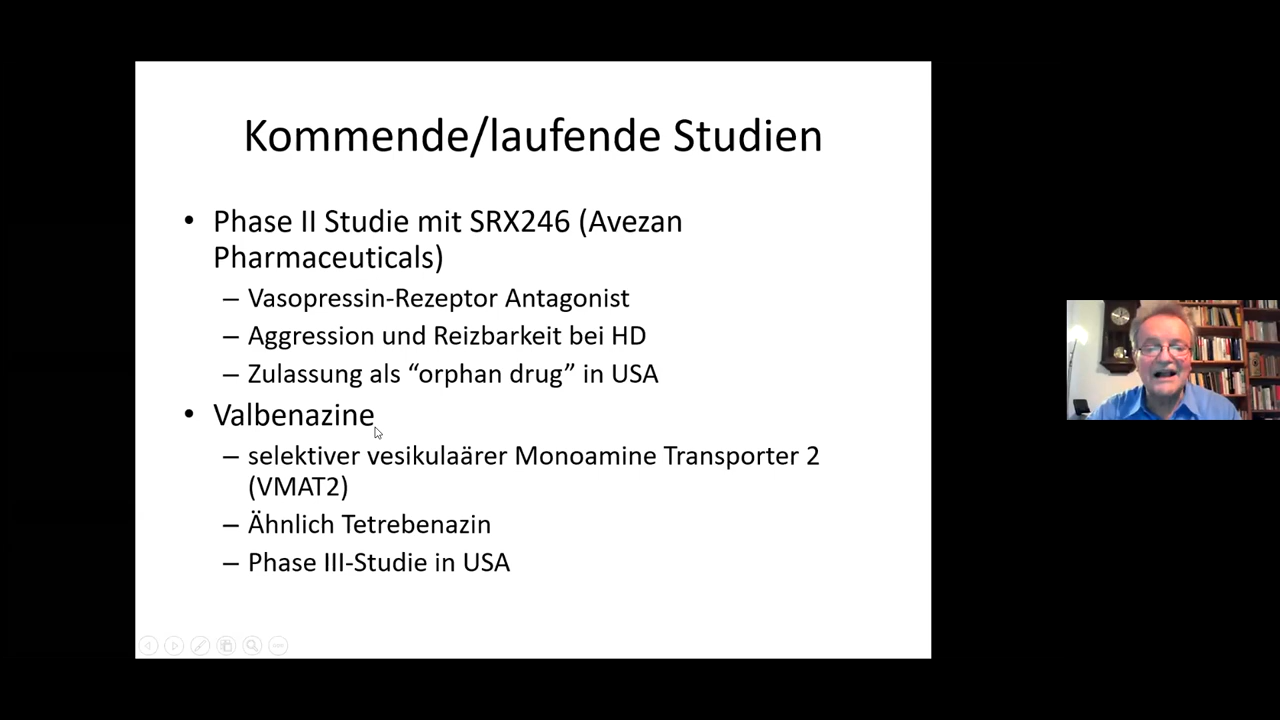 Kommende/laufende Studien
• Phase II Studie mit SRX246 (Avezan
Pharmaceuticals)
– Vasopressin-Rezeptor Antagonist
– Aggression und Reizbarkeit bei HD
– Zulassung als “orphan drug” in USA
• Valbenazine
– selektiver vesikulaärer Monoamine Transporter 2
(VMAT2)
– Ähnlich Tetrebenazin
– Phase III-Studie in USA